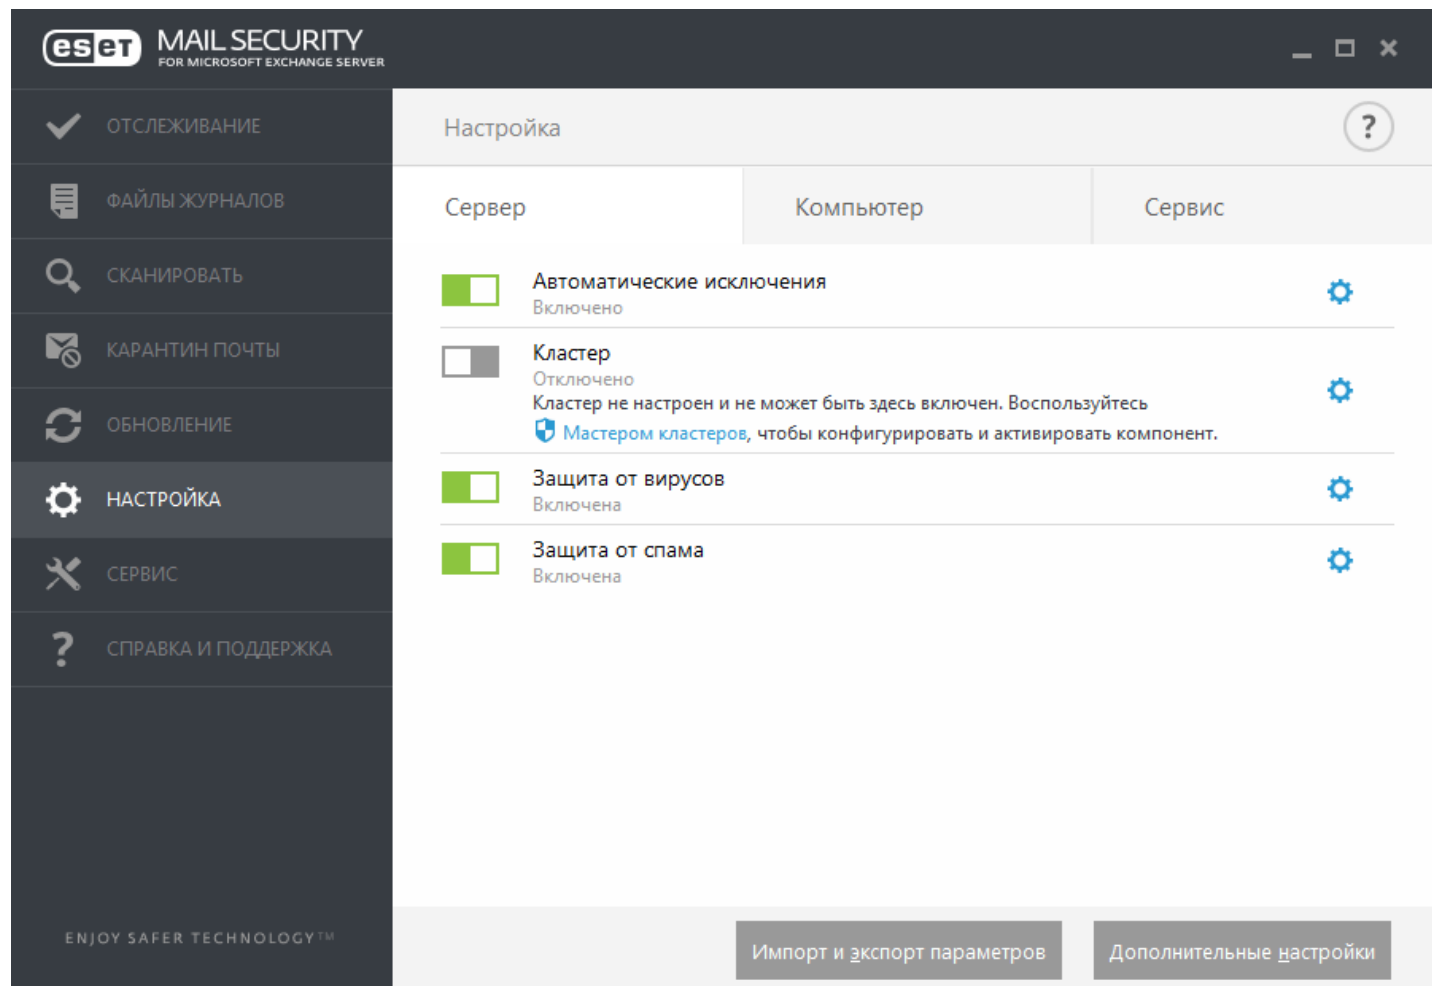 eset MAIL SECURITY
FOR MICROSOFT EXCHANGE SERVER
ОТСЛЕЖИВАНИЕ
ФАЙЛЫ ЖУРНАЛОВ
СКАНИРОВАТЬ
КАРАНТИН ПОЧТЫ
ОБНОВЛЕНИЕ
НАСТРОЙКА
СЕРВИС
? СПРАВКА И ПОДДЕРЖКА
ENJOY SAFER TECHNOLOGY™
Настройка ?
Сервер Компьютер Сервис
Автоматические исключения
Включено
Кластер
Отключено
Кластер не настроен и не может быть здесь включен. Воспользуйтесь
Мастером кластеров, чтобы конфигурировать и активировать компонент.
Защита от вирусов
Включена
Защита от спама
Включена
Импорт и экспорт параметров Дополнительные настройки